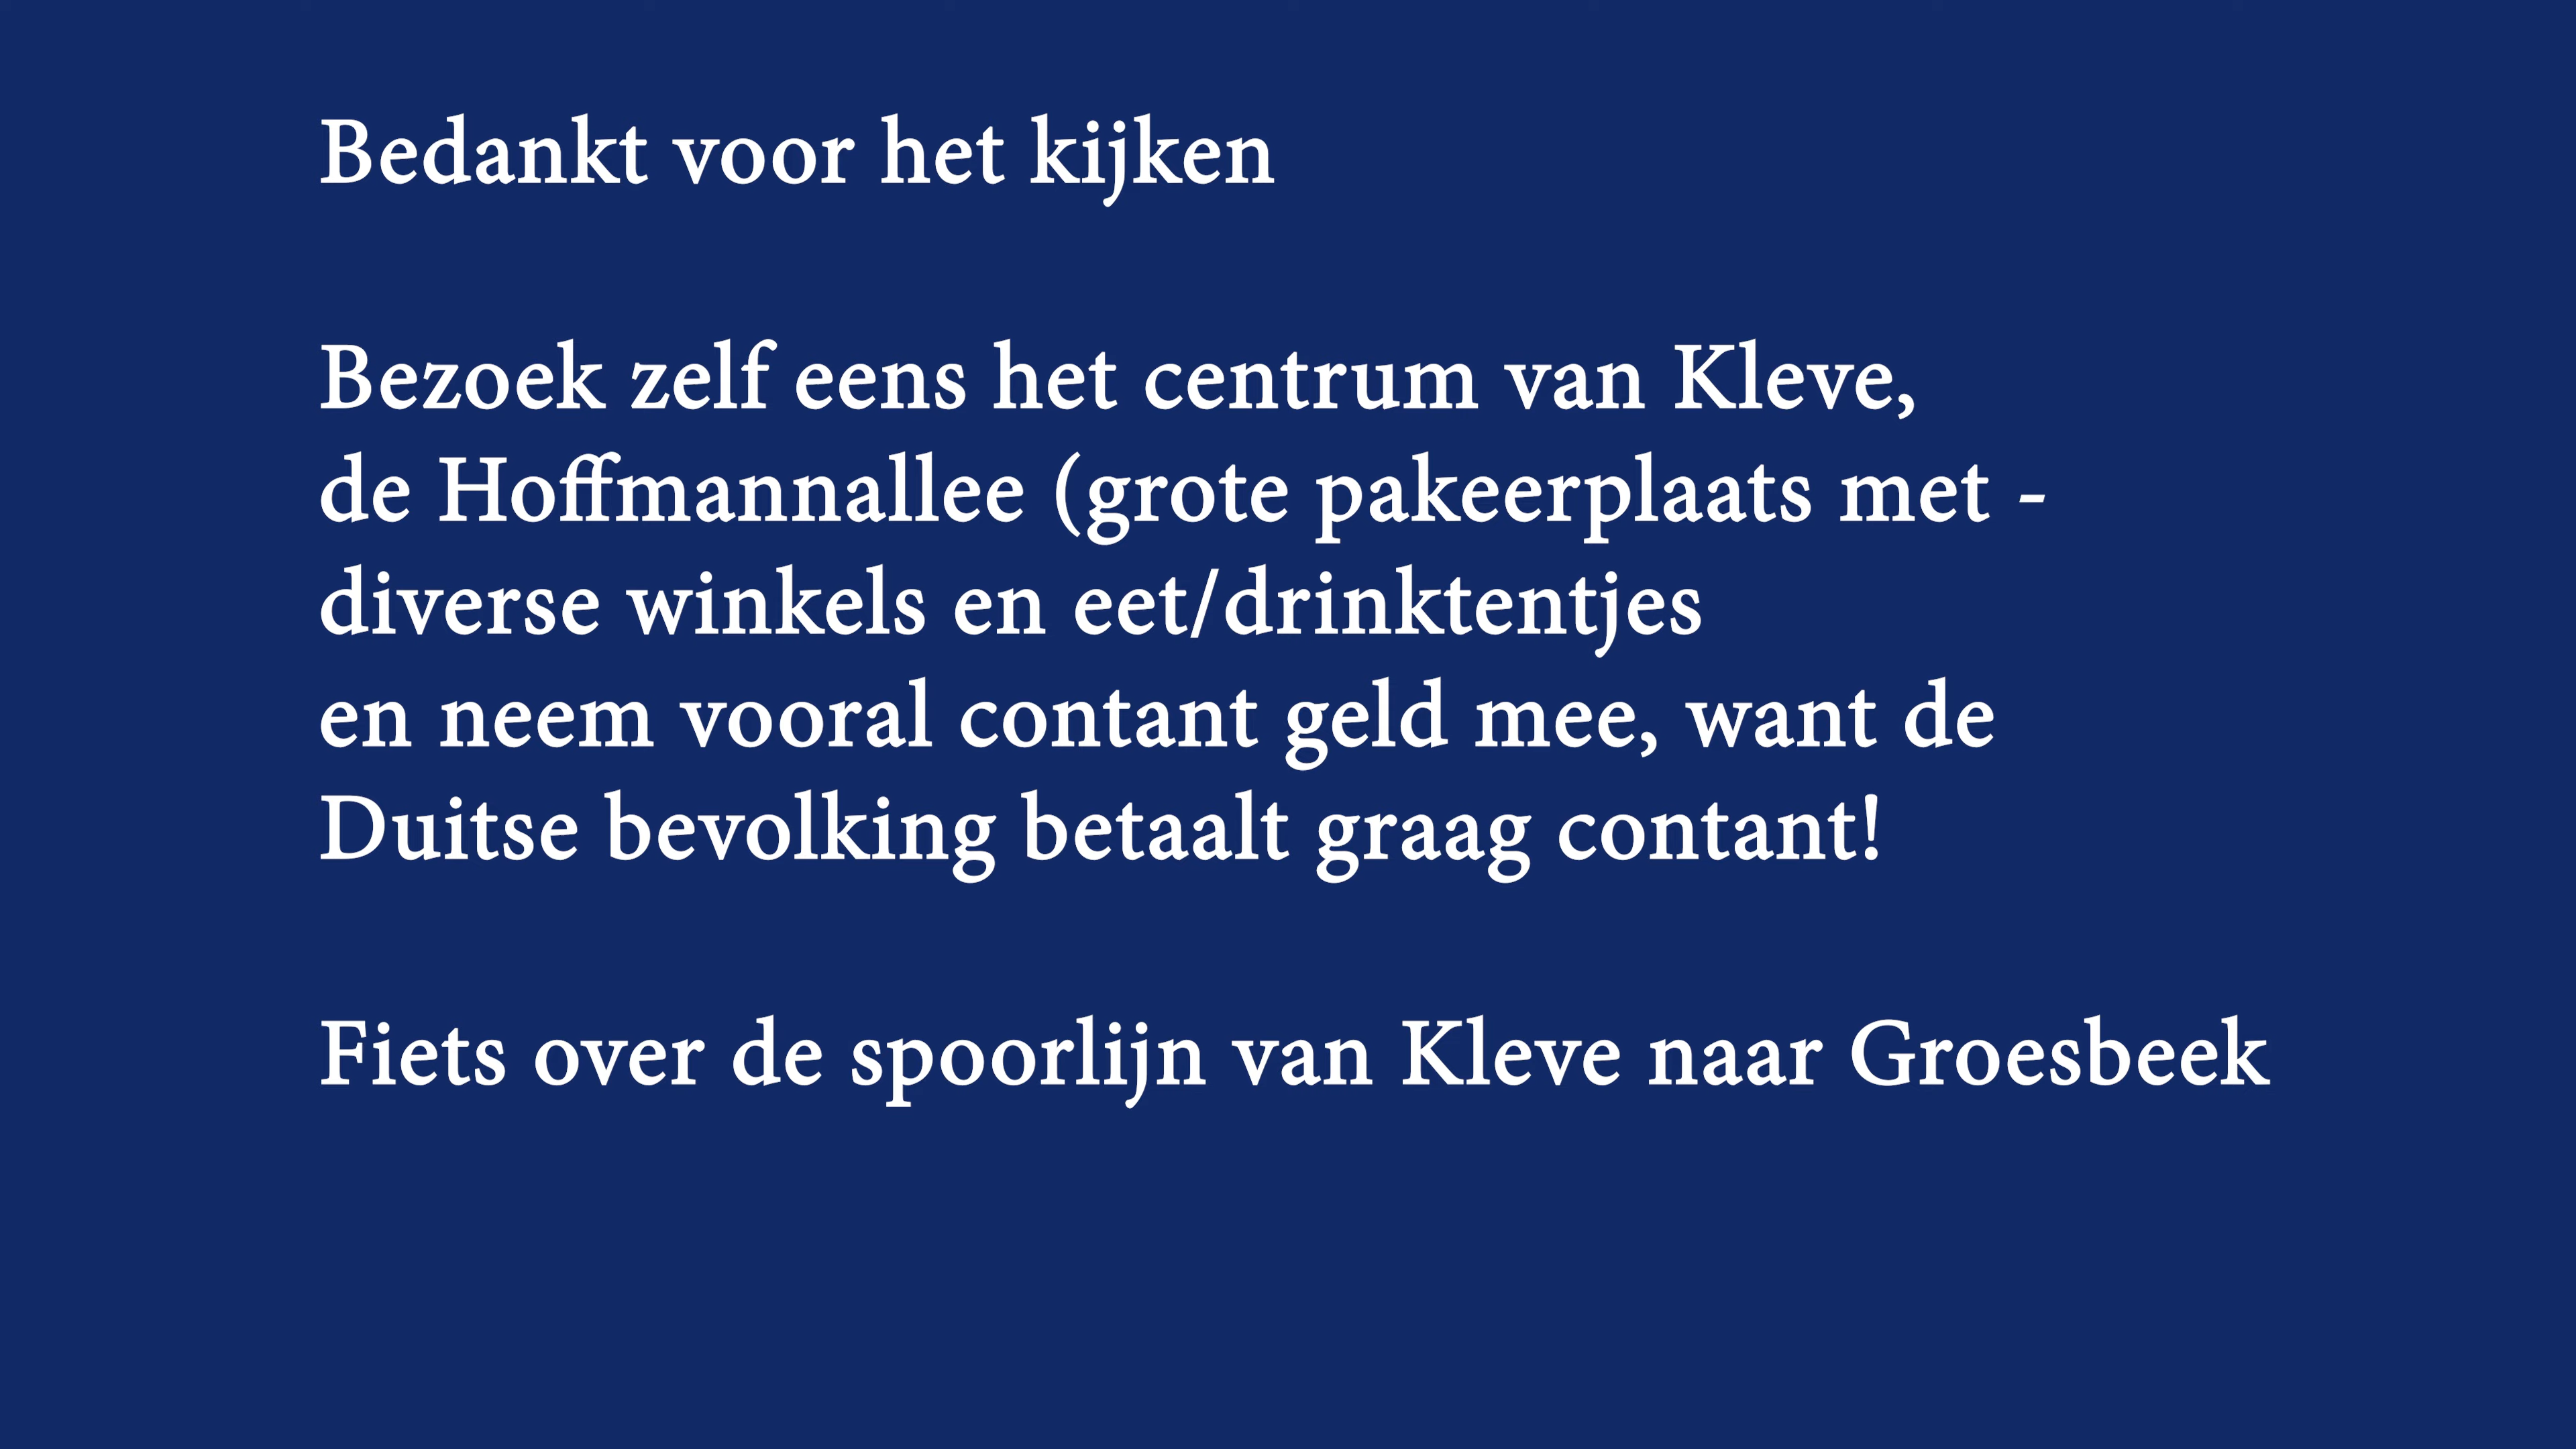 Bedankt voor het kijken
Bezoek zelf eens het centrum van Kleve,
de Hoffmannallee (grote pakeerplaats met -
diverse winkels en eet/drinktentjes
en neem vooral contant geld mee, want de
Duitse bevolking betaalt graag contant!
Fiets over de spoorlijn van Kleve naar Groesbeek